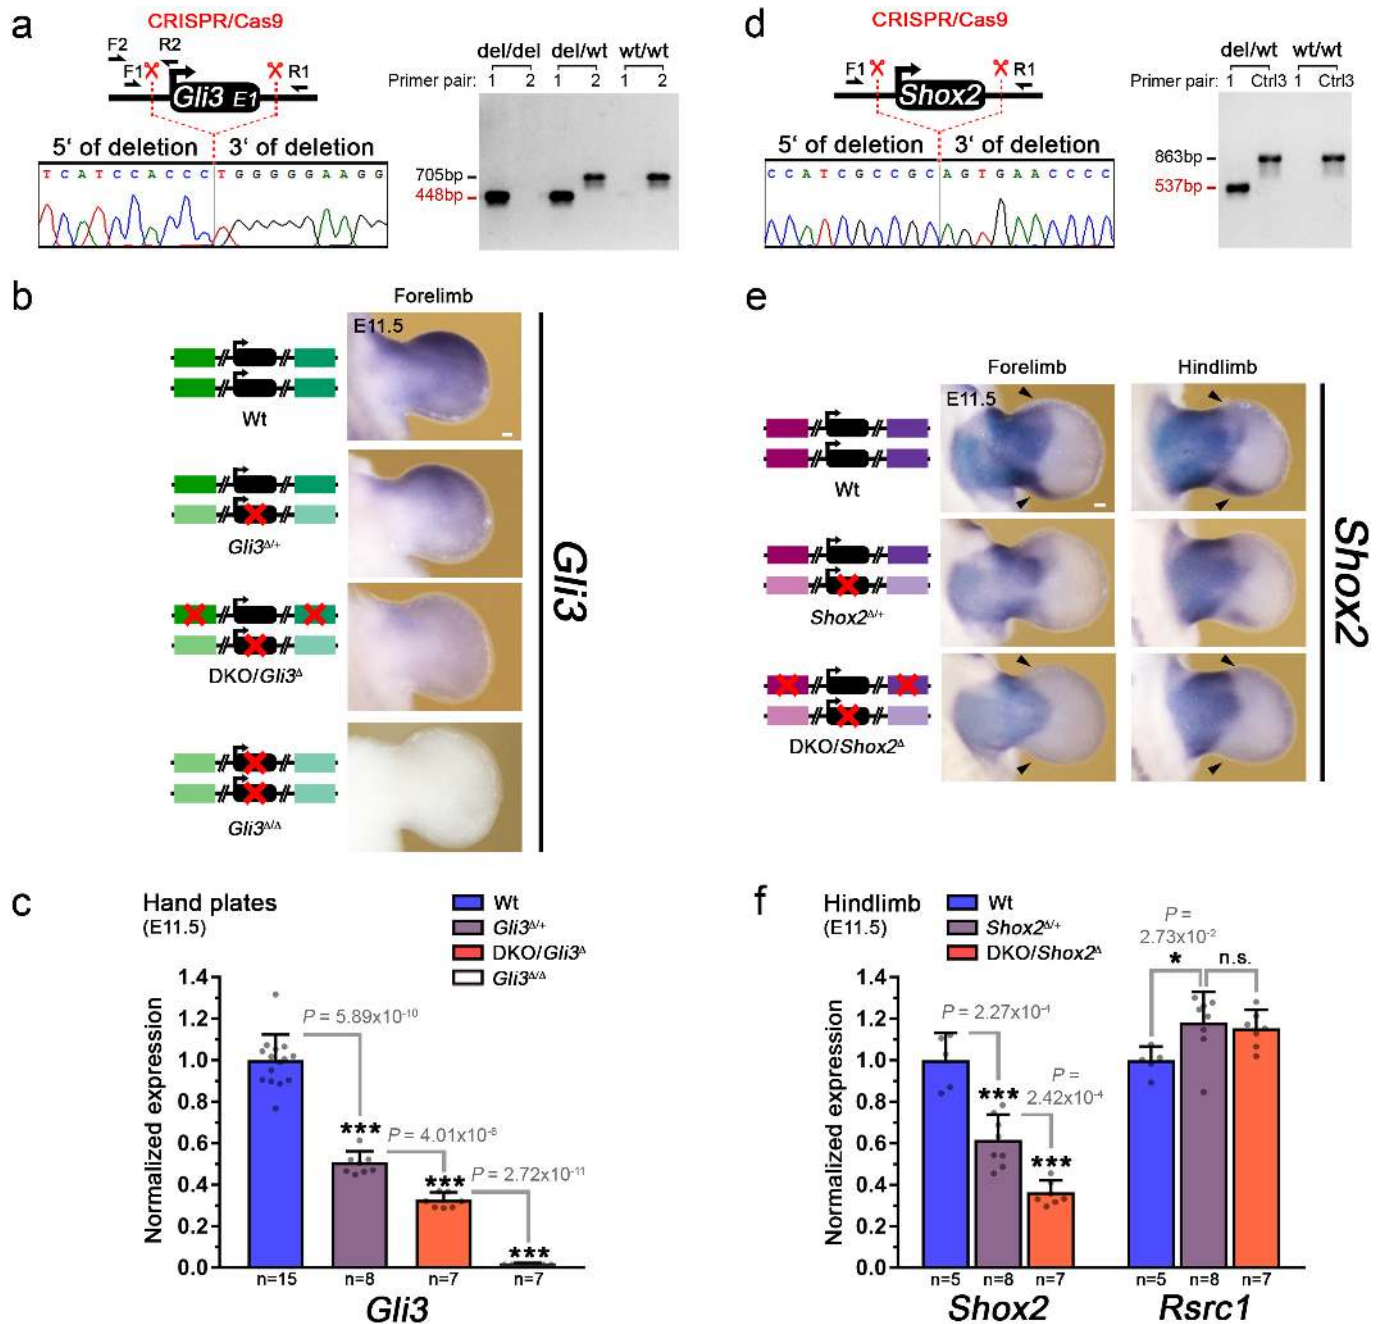 a
CRISPR/Cas9
F2
R2
F1
R1
Gli3 E1
5‘ of deletion
3‘ of deletion
TCATCCACCCTGGGGGAAGG
del/del del/wt wt/wt
Primer pair: 1 2 1 2 1 2
705bp
448bp
d
CRISPR/Cas9
F1
R1
Shox2
5‘ of deletion
3‘ of deletion
CCATCGCCGCAGTGAACCCC
del/wt wt/wt
Primer pair: 1 Ctrl3 1 Ctrl3
863bp
537bp
b
Forelimb
E11.5
Wt
Gli3Δ/+
DKO/Gli3Δ
Gli3Δ/Δ
Gli3
e
Forelimb Hindlimb
E11.5
Wt
Shox2Δ/+
DKO/Shox2Δ
Shox2
c
Hand plates
(E11.5)
Wt
Gli3Δ/+
DKO/Gli3Δ
Gli3Δ/Δ
Normalized expression
1.4
1.2
1.0
0.8
0.6
0.4
0.2
0.0
P = 5.89x10-10
***
P = 4.01x10-6
***
P = 2.72x10-11
***
n=15 n=8 n=7 n=7
Gli3
f
Hindlimb
(E11.5)
Wt
Shox2Δ/+
DKO/Shox2Δ
Normalized expression
1.4
1.2
1.0
0.8
0.6
0.4
0.2
0.0
P = 2.27x10-4
***
P =
2.42x10-4
***
P =
2.73x10-2
*
n.s.
n=5 n=8 n=7 n=5 n=8 n=7
Shox2 Rsrc1